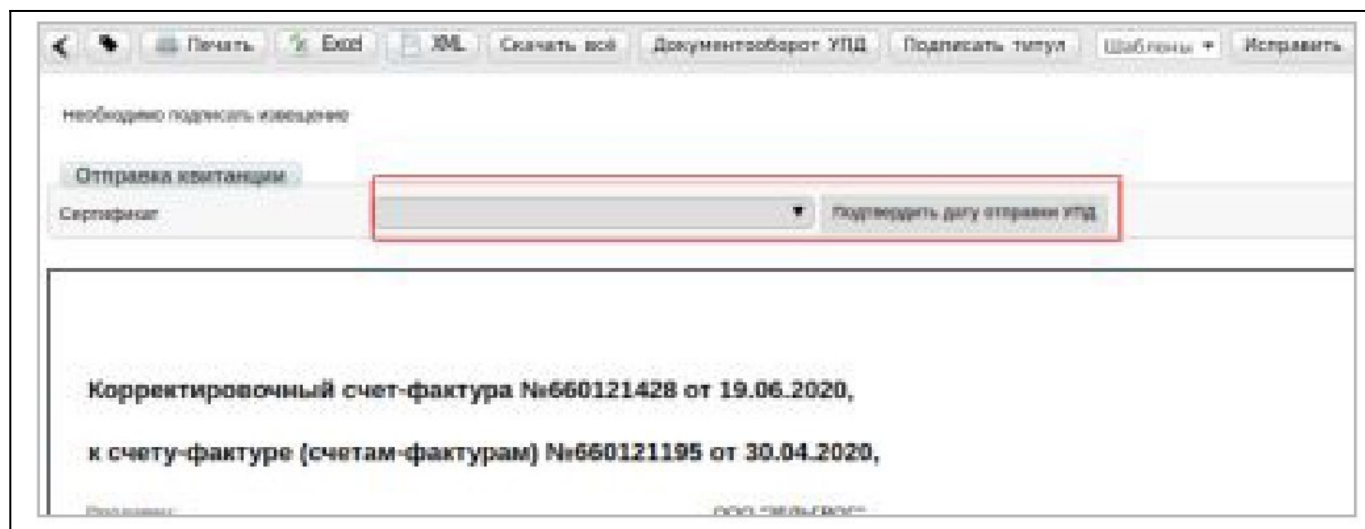 Печать Excel XML Скачать всё Документооборот УПД Подписать титул Шаблоны Исправить
Необходимо подписать извещение
Отправка квитанции
Сертификат Подтвердить дату отправки УПД
Корректировочный счет-фактура №660121428 от 19.06.2020,
к счету-фактуре (счетам-фактурам) №660121195 от 30.04.2020,
ООО